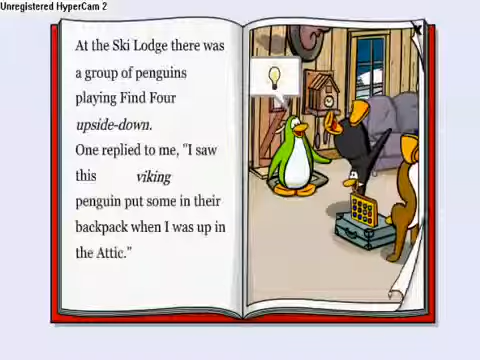 Unregistered HyperCam 2
At the Ski Lodge there was
a group of penguins
playing Find Four
upside-down.
One replied to me, "I saw
this viking
penguin put some in their
backpack when I was up in
the Attic."